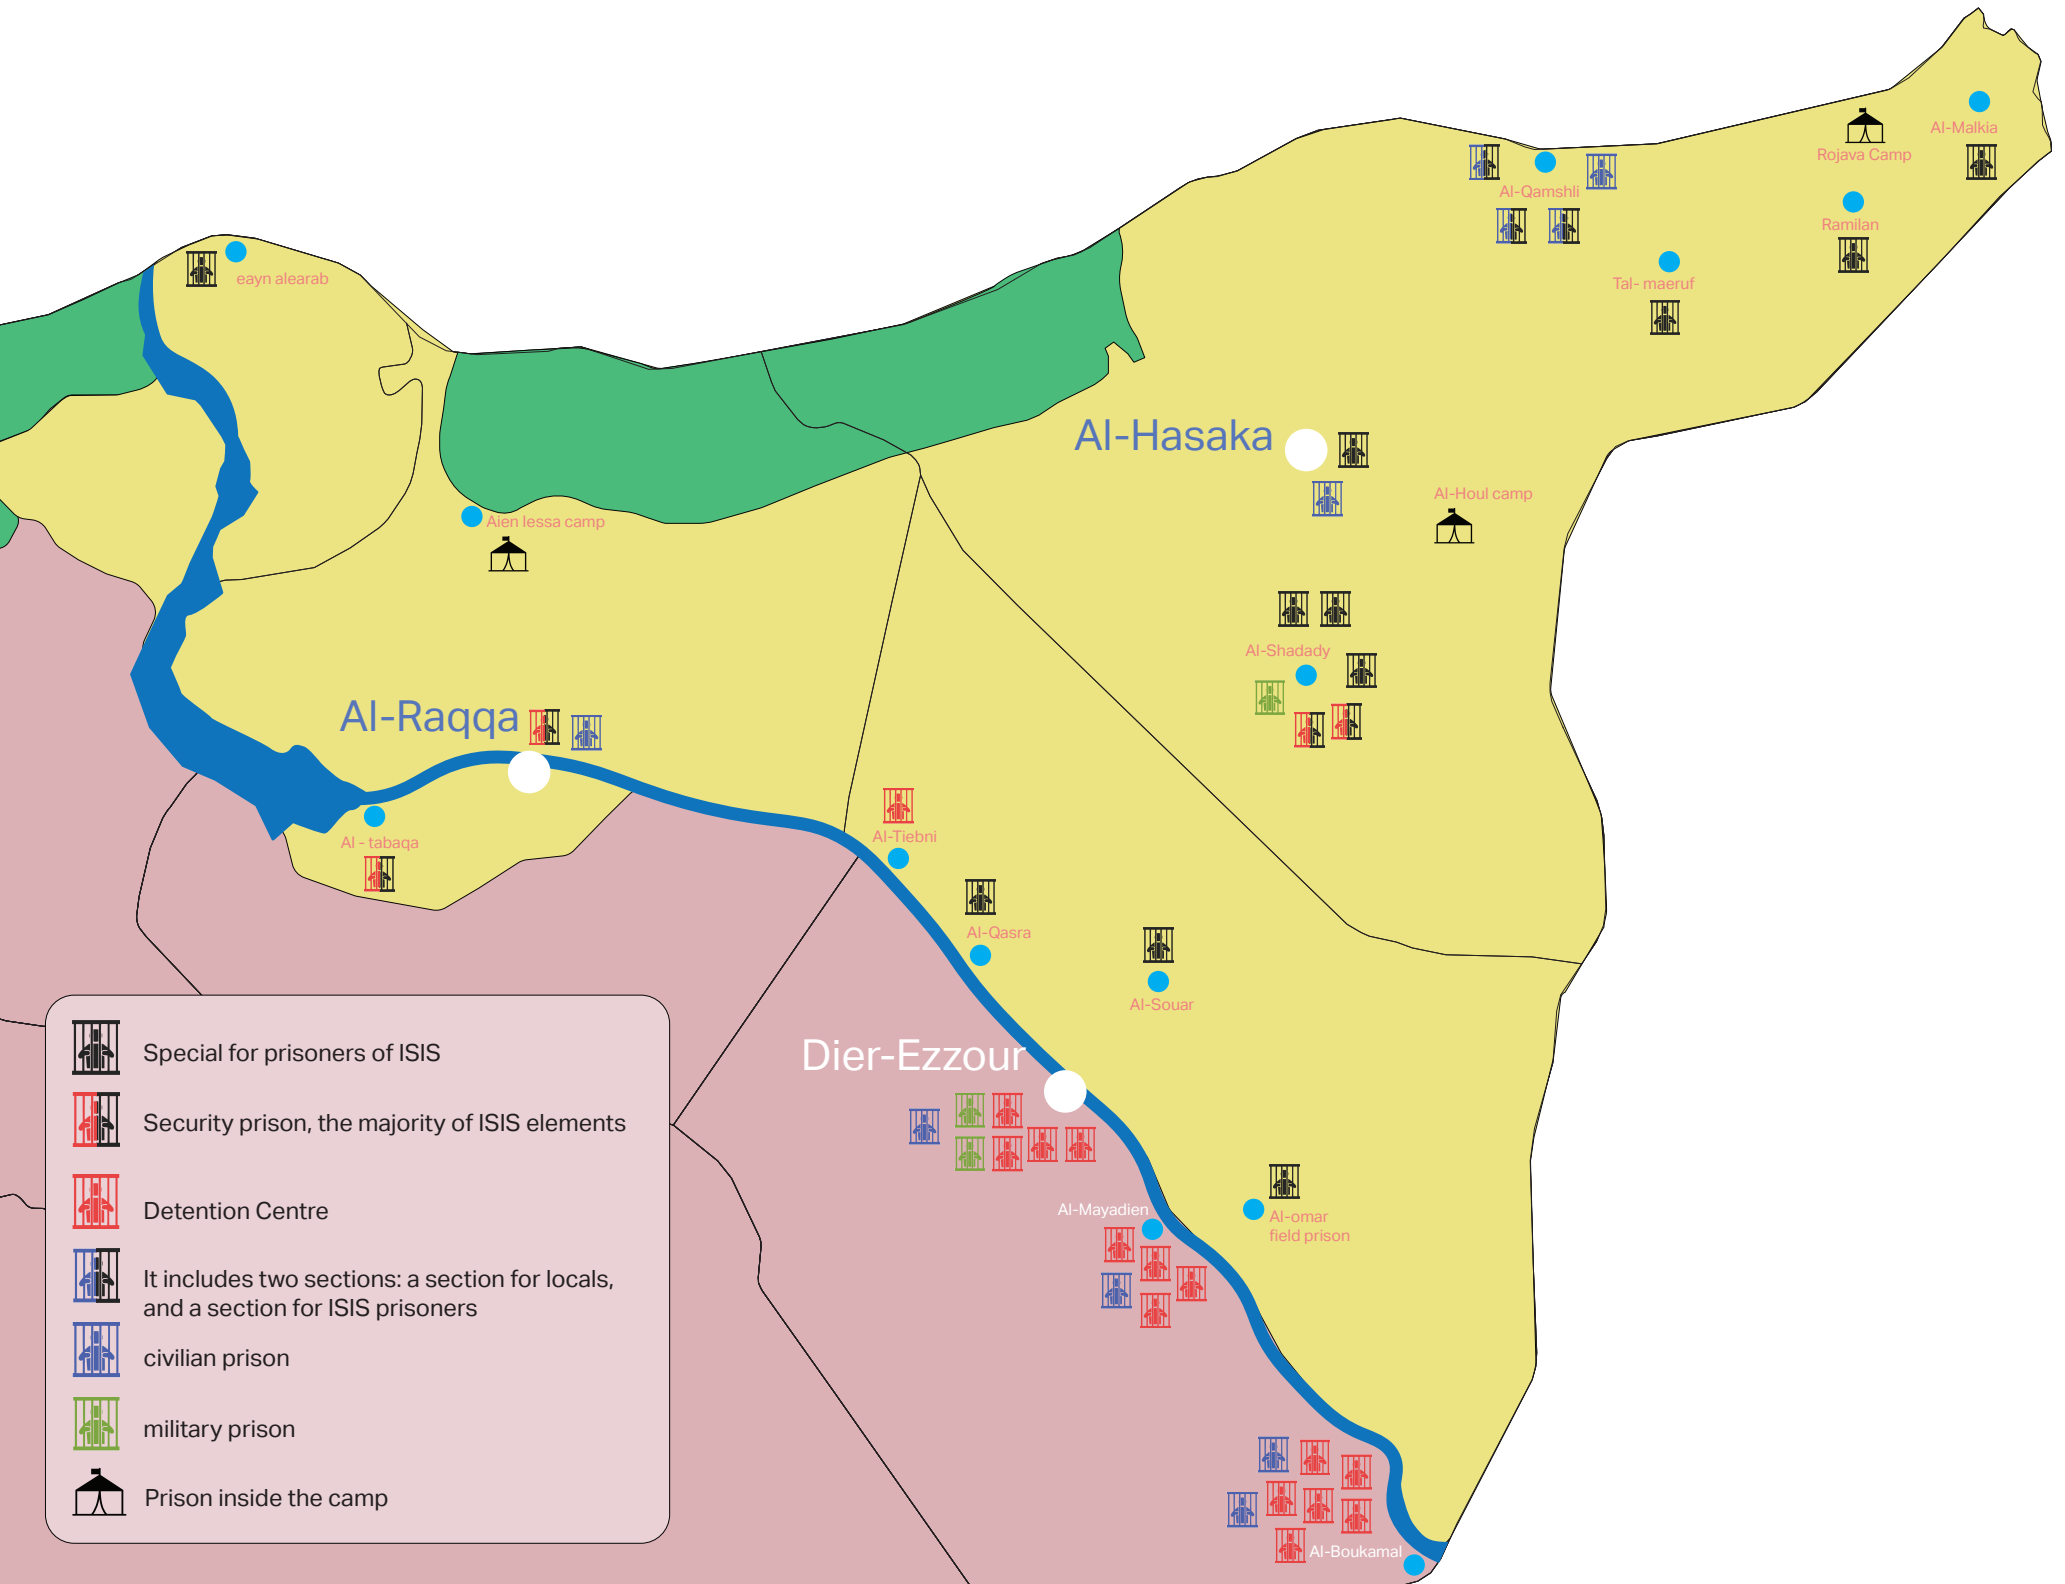 Al-Malkia
Rojava Camp
Al-Qamshli
Ramilan
eayn alearab
Tal- maeruf
Al-Hasaka
Al-Houl camp
Aien Iessa camp
Al-Shadady
Al-Raqqa
Al-Tiebni
Al - tabaqa
Al-Qasra
Al-Souar
Dier-Ezzour
Al-Mayadien
Al-omar
field prison
Al-Boukamal
Special for prisoners of ISIS
Security prison, the majority of ISIS elements
Detention Centre
It includes two sections: a section for locals,
and a section for ISIS prisoners
civilian prison
military prison
Prison inside the camp